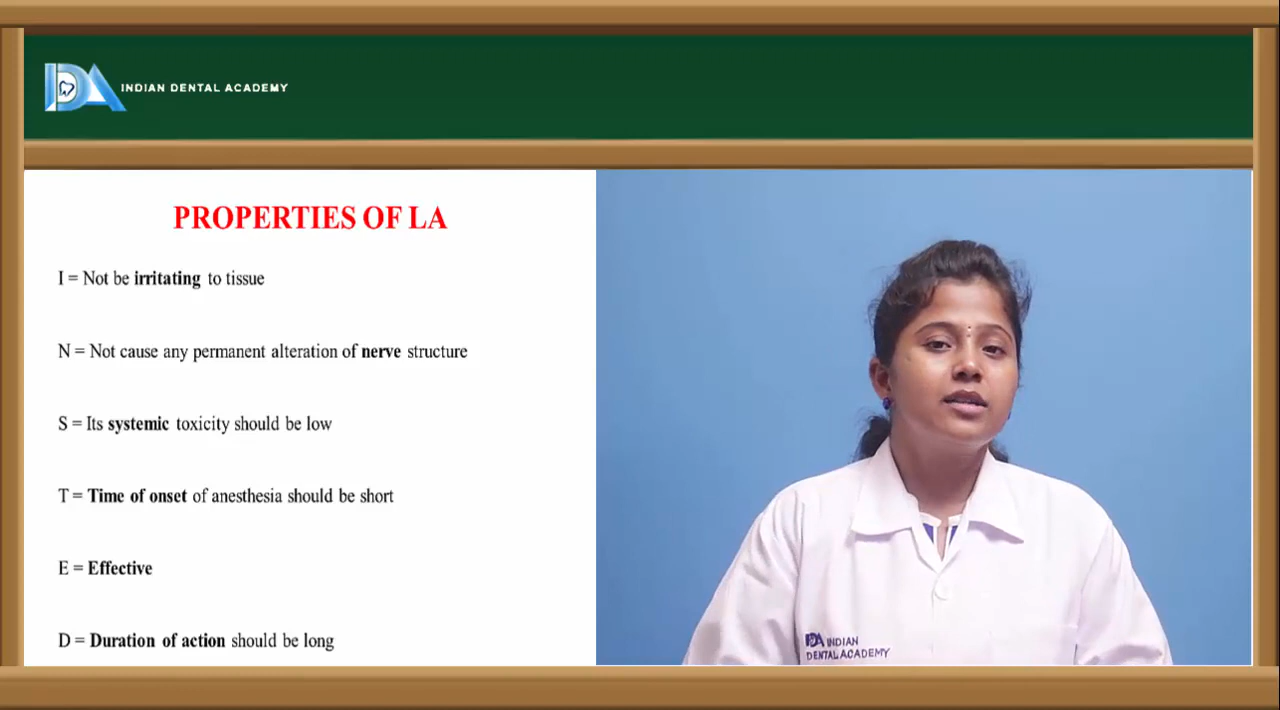 IDA INDIAN DENTAL ACADEMY
PROPERTIES OF LA
I = Not be irritating to tissue
N = Not cause any permanent alteration of nerve structure
S = Its systemic toxicity should be low
T = Time of onset of anesthesia should be short
E = Effective
D = Duration of action should be long
IDA INDIAN
DENTAL ACADEMY